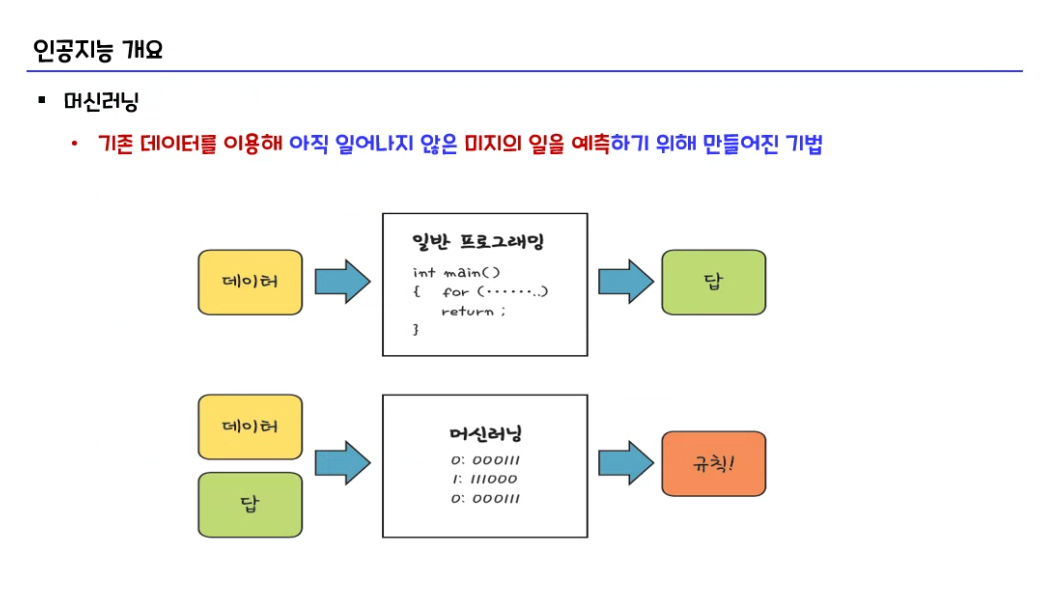 인공지능 개요
▪ 머신러닝
• 기존 데이터를 이용해 아직 일어나지 않은 미지의 일을 예측하기 위해 만들어진 기법
데이터
일반 프로그래밍
int main()
{ for (········)
return ;
}
답
데이터
답
머신러닝
0: 000111
1: 111000
0: 000111
규칙!